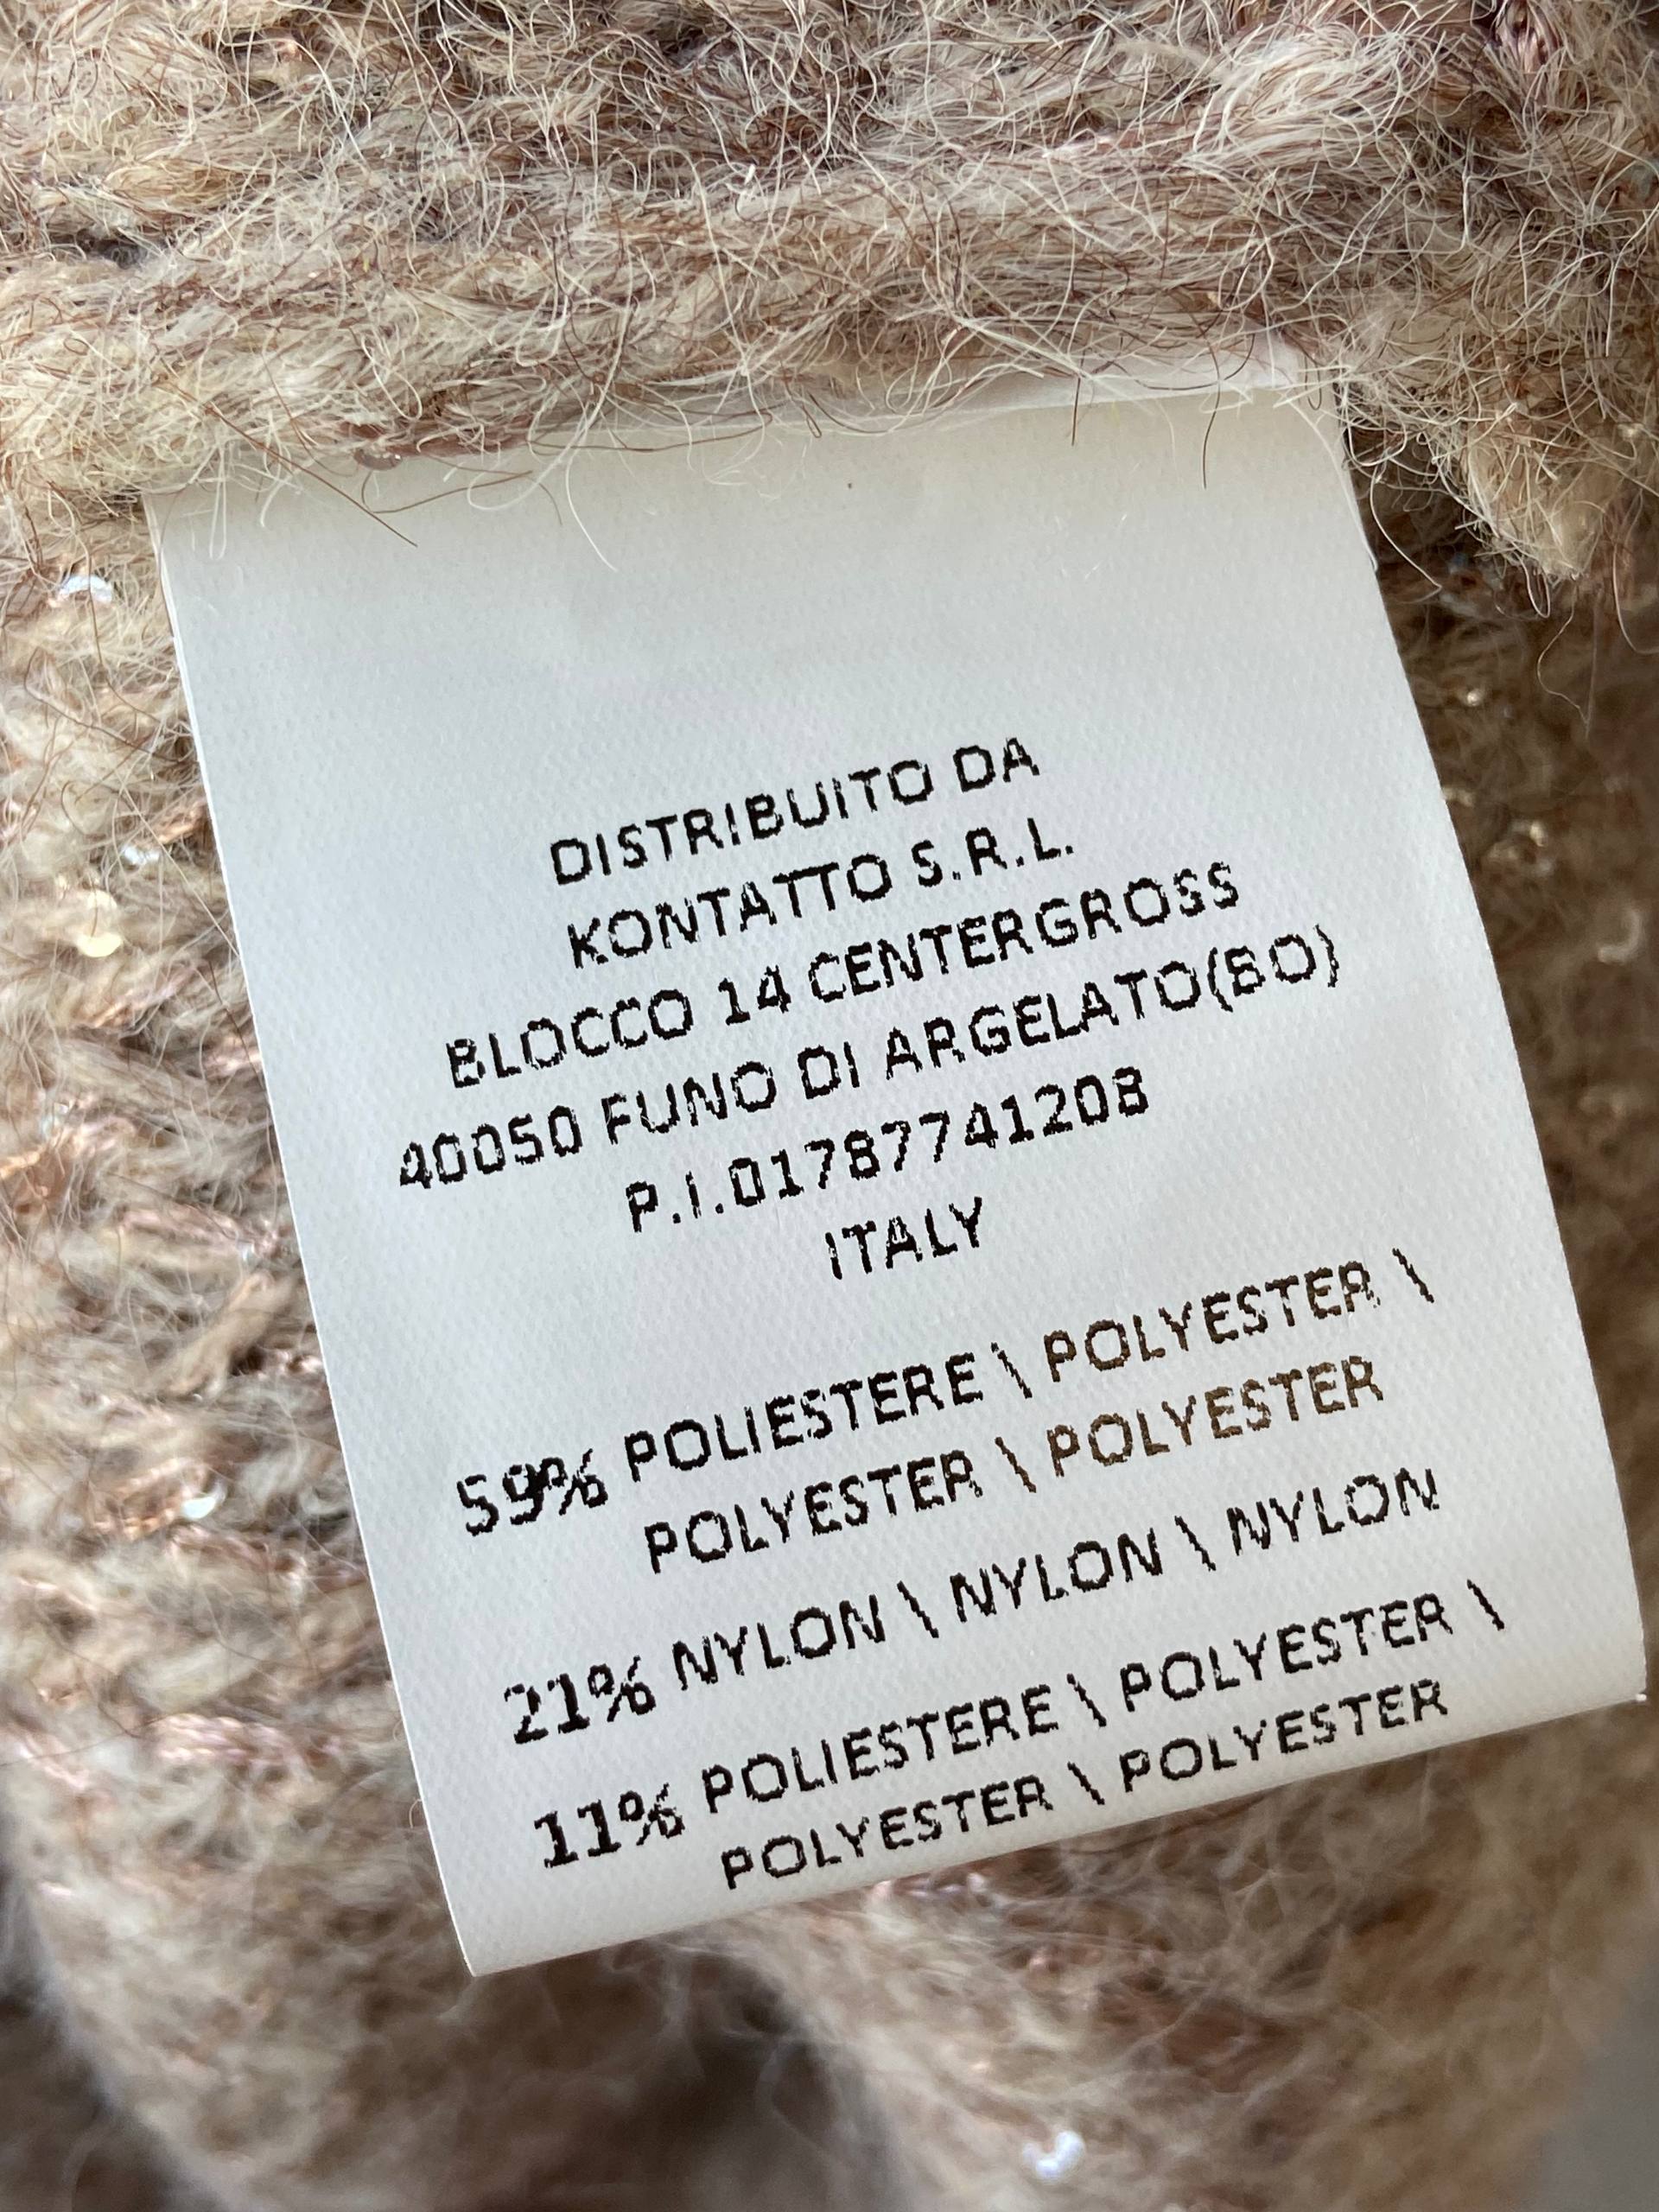 DISTRIBUITO DA
KONTATTO S.R.L.
BLOCCO 14 CENTERGROSS
40050 FUNO DI ARGELATO(BO)
P.I.01787741208
ITALY
59% POLIESTERE \ POLYESTER \
POLYESTER \ POLYESTER
21% NYLON \ NYLON \ NYLON
11% POLIESTERE \ POLYESTER \
POLYESTER \ POLYESTER